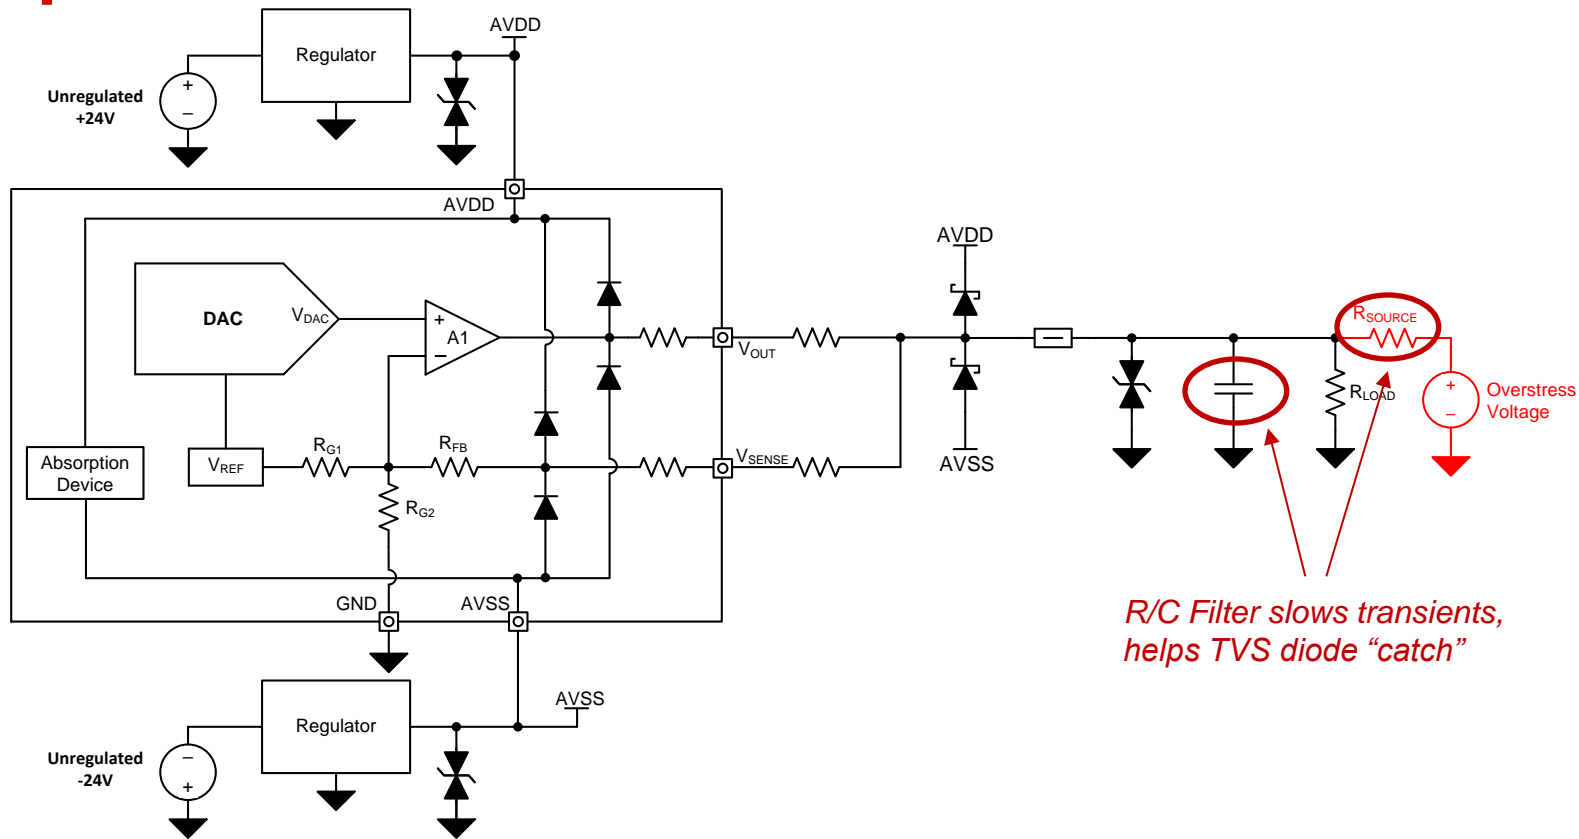 AVDD
Regulator
Unregulated
+24V
+
−
AVDD
DAC
VDAC
+
−
A1
VOUT
AVDD
AVSS
RSOURCE
RLOAD
+
−
Overstress
Voltage
Absorption
Device
VREF
RG1
RFB
RG2
VSENSE
GND
AVSS
R/C Filter slows transients,
helps TVS diode “catch”
Regulator
AVSS
Unregulated
-24V
−
+